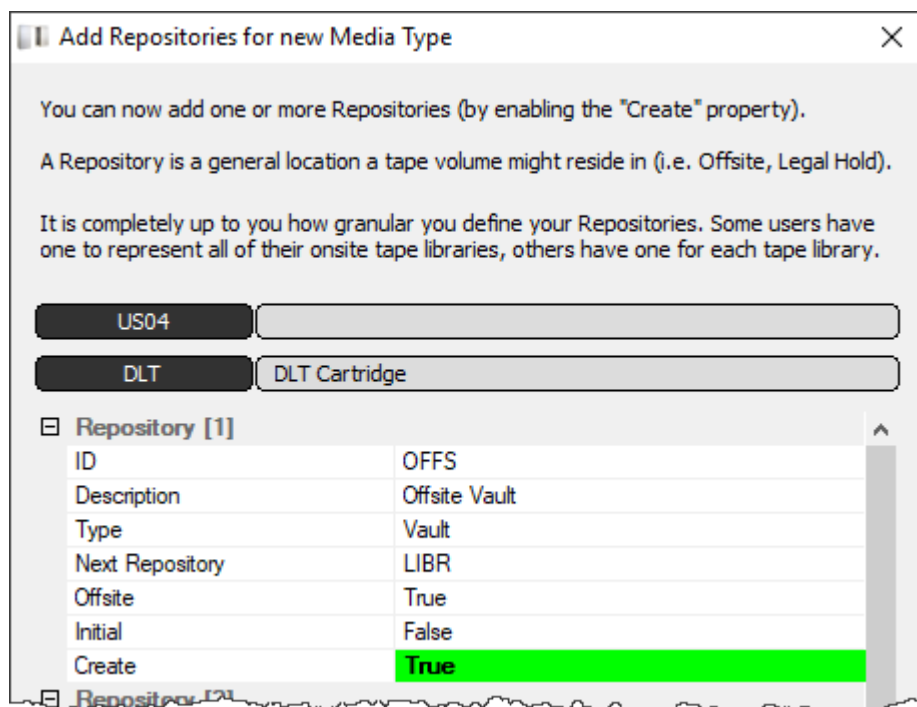 Add Repositories for new Media Type
You can now add one or more Repositories (by enabling the "Create" property).
A Repository is a general location a tape volume might reside in (i.e. Offsite, Legal Hold).
It is completely up to you how granular you define your Repositories. Some users have
one to represent all of their onsite tape libraries, others have one for each tape library.
US04
DLT DLT Cartridge
Repository [1]
ID OFFS
Description Offsite Vault
Type Vault
Next Repository LIBR
Offsite True
Initial False
Create True
Repository [2]